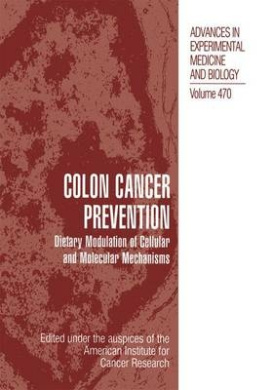 ADVANCES IN
EXPERIMENTAL
MEDICINE
AND BIOLOGY
Volume 470
COLON CANCER
PREVENTION
Dietary Modulation of Cellular
and Molecular Mechanisms
Edited under the auspices of the
American Institute for
Cancer Research